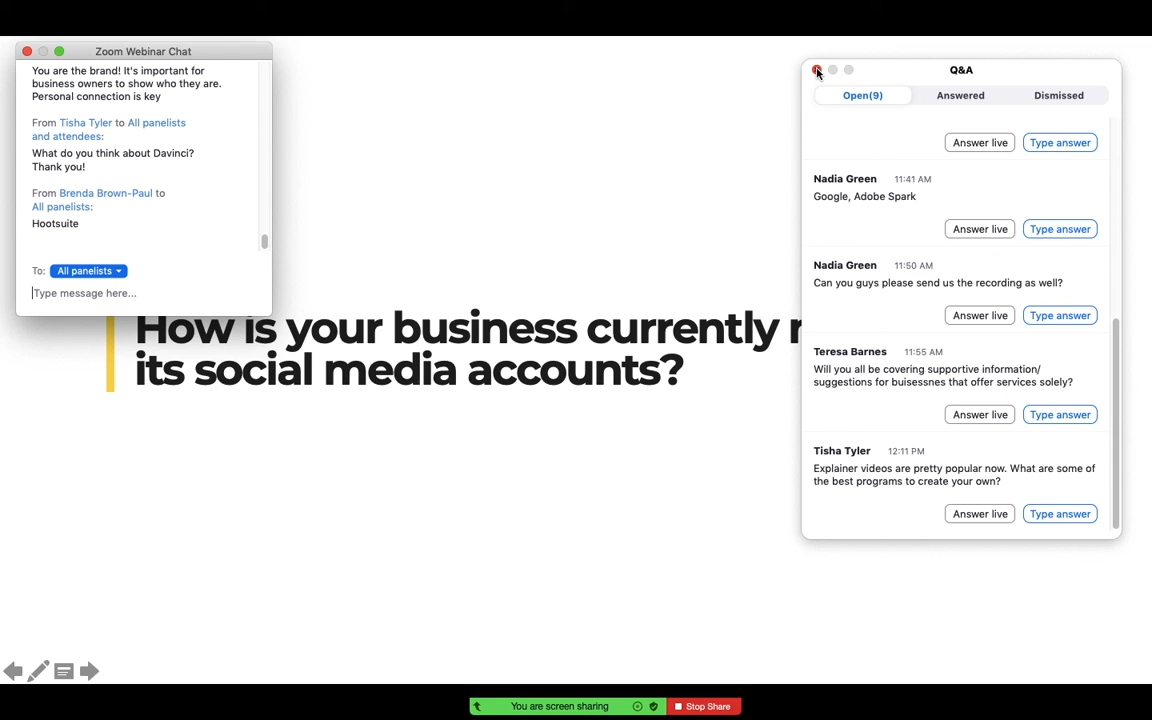 Zoom Webinar Chat
You are the brand! It's important for
business owners to show who they are.
Personal connection is key
From Tisha Tyler to All panelists
and attendees:
What do you think about Davinci?
Thank you!
From Brenda Brown-Paul to
All panelists:
Hootsuite
To: All panelists
Type message here...
How is your business currently
its social media accounts?
Q&A
Open(9) Answered Dismissed
Answer live Type answer
Nadia Green 11:41 AM
Google, Adobe Spark
Answer live Type answer
Nadia Green 11:50 AM
Can you guys please send us the recording as well?
Answer live Type answer
Teresa Barnes 11:55 AM
Will you all be covering supportive information/
suggestions for buisessnes that offer services solely?
Answer live Type answer
Tisha Tyler 12:11 PM
Explainer videos are pretty popular now. What are some of
the best programs to create your own?
Answer live Type answer
You are screen sharing Stop Share